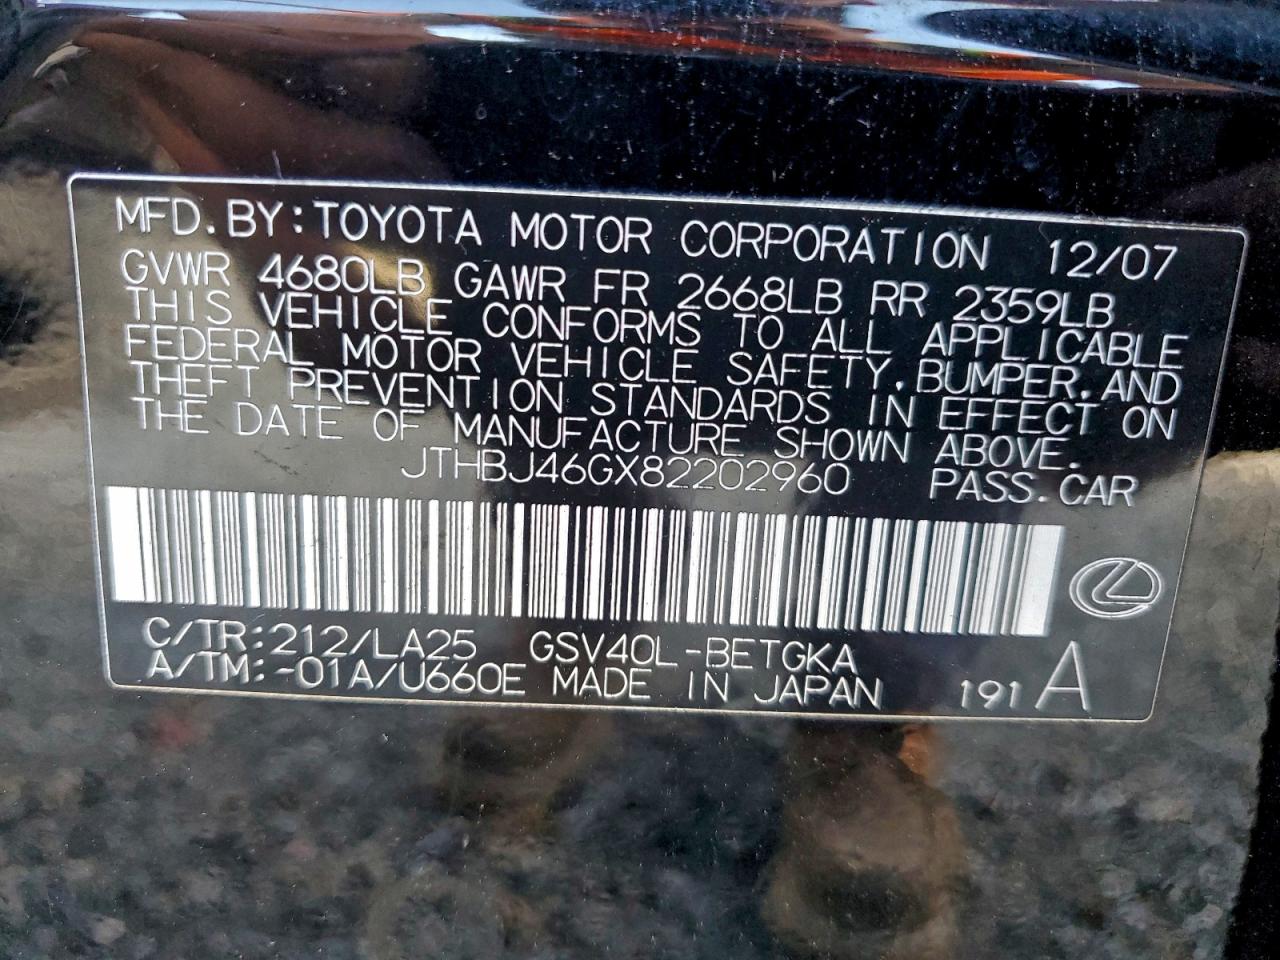 MFD.BY:TOYOTA MOTOR CORPORATION 12/07
GVWR 4680LB GAWR FR 2668LB RR 2359LB
THIS VEHICLE CONFORMS TO ALL APPLICABLE
FEDERAL MOTOR VEHICLE SAFETY,BUMPER,AND
THEFT PREVENTION STANDARDS IN EFFECT ON
THE DATE OF MANUFACTURE SHOWN ABOVE.
JTHBJ46GX82202960 PASS.CAR
C/TR:212/LA25 GSV40L-BETGKA
A/TM:-01A/U660E MADE IN JAPAN 191 A